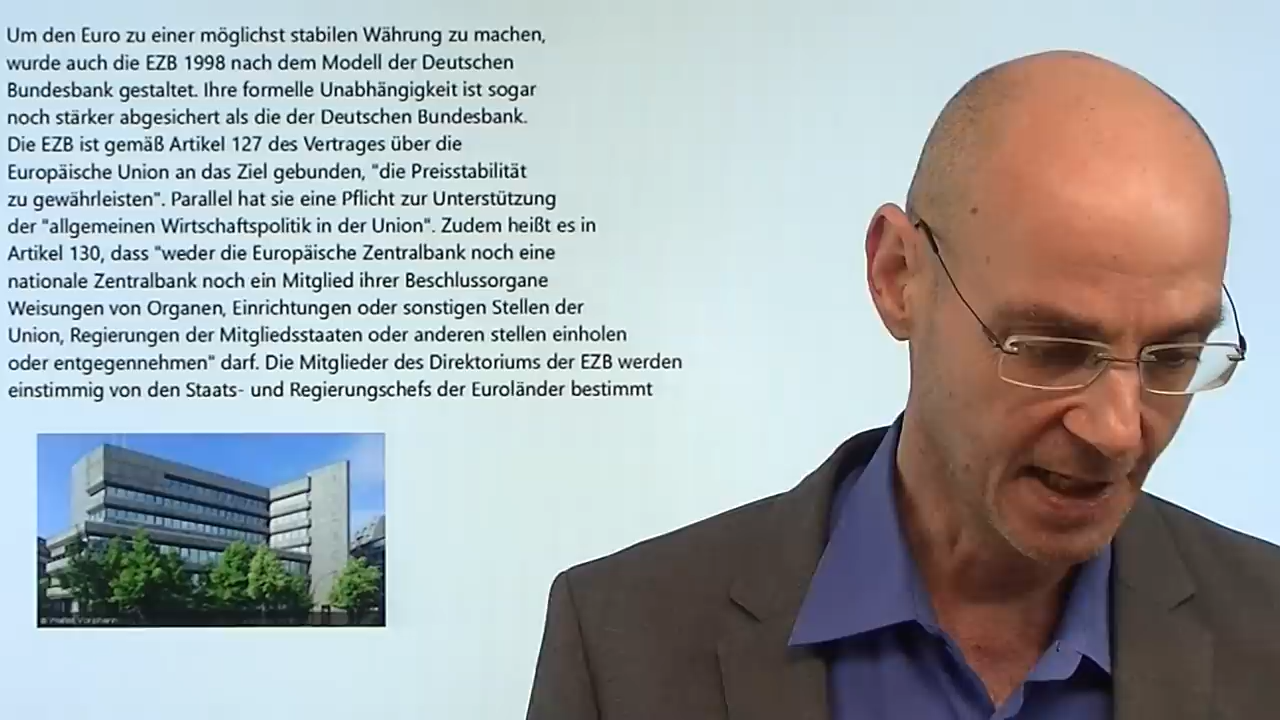 Um den Euro zu einer möglichst stabilen Währung zu machen,
wurde auch die EZB 1998 nach dem Modell der Deutschen
Bundesbank gestaltet. Ihre formelle Unabhängigkeit ist sogar
noch stärker abgesichert als die der Deutschen Bundesbank.
Die EZB ist gemäß Artikel 127 des Vertrages über die
Europäische Union an das Ziel gebunden, "die Preisstabilität
zu gewährleisten". Parallel hat sie eine Pflicht zur Unterstützung
der "allgemeinen Wirtschaftspolitik in der Union". Zudem heißt es in
Artikel 130, dass "weder die Europäische Zentralbank noch eine
nationale Zentralbank noch ein Mitglied ihrer Beschlussorgane
Weisungen von Organen, Einrichtungen oder sonstigen Stellen der
Union, Regierungen der Mitgliedsstaaten oder anderen stellen einholen
oder entgegennehmen" darf. Die Mitglieder des Direktoriums der EZB werden
einstimmig von den Staats- und Regierungschefs der Euroländer bestimmt